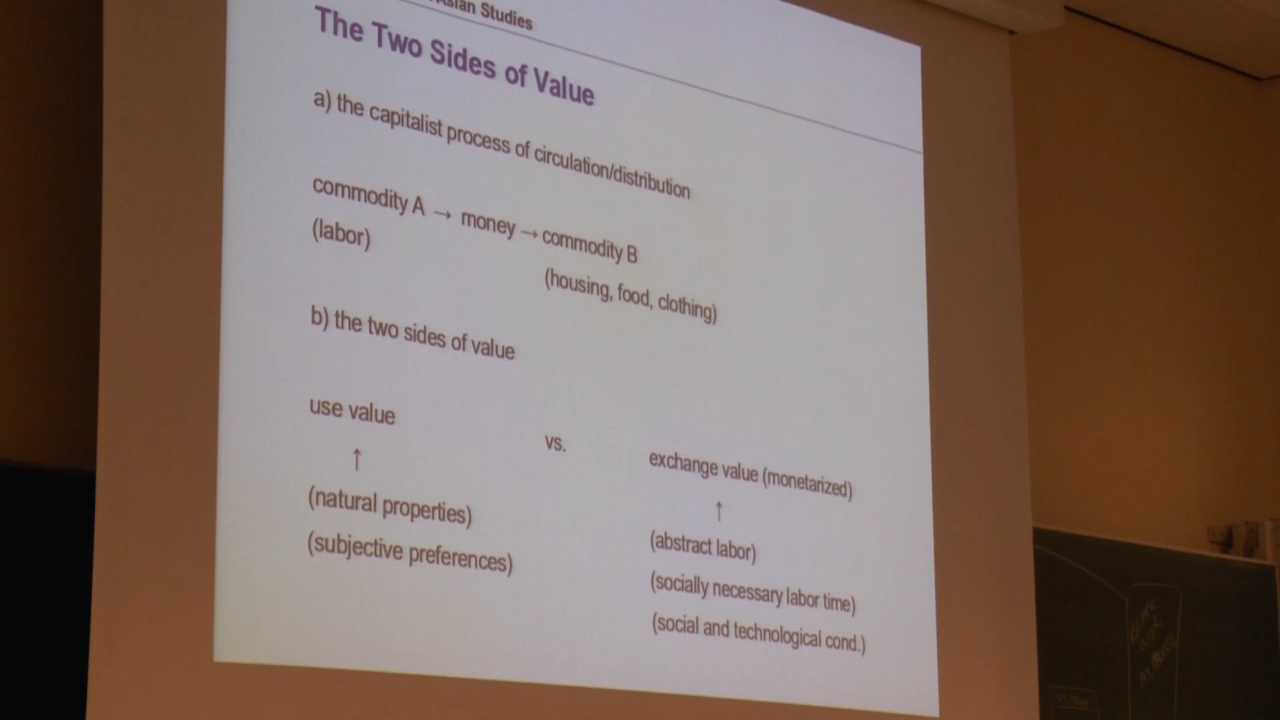 Asian Studies
The Two Sides of Value
a) the capitalist process of circulation/distribution
commodity A → money → commodity B
(labor)
(housing, food, clothing)
b) the two sides of value
use value
vs.
exchange value (monetarized)
↑
↑
(natural properties)
(abstract labor)
(subjective preferences)
(socially necessary labor time)
(social and technological cond.)